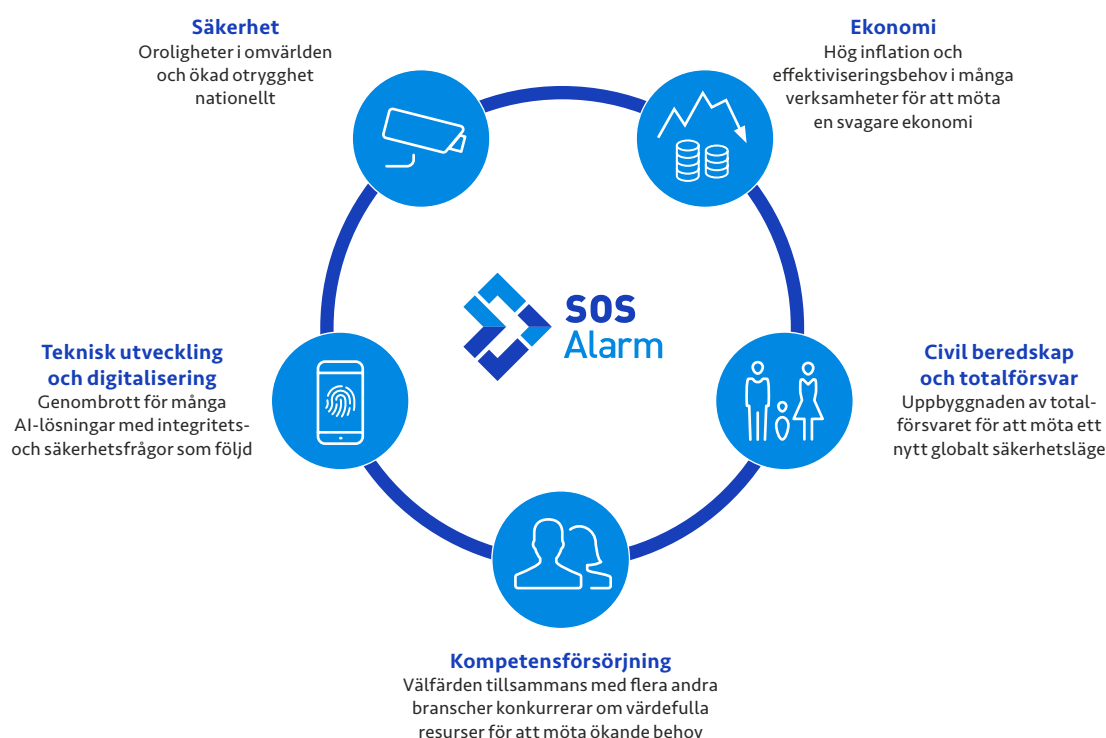 Säkerhet
Oroligheter i omvärlden
och ökad otrygghet
nationellt
Ekonomi
Hög inflation och
effektiviseringsbehov i många
verksamheter för att möta
en svagare ekonomi
SOS
Alarm
Teknisk utveckling
och digitalisering
Genombrott för många
AI-lösningar med integritets-
och säkerhetsfrågor som följd
Civil beredskap
och totalförsvar
Uppbyggnaden av total-
försvaret för att möta ett
nytt globalt säkerhetsläge
Kompetensförsörjning
Välfärden tillsammans med flera andra
branscher konkurrerar om värdefulla
resurser för att möta ökande behov